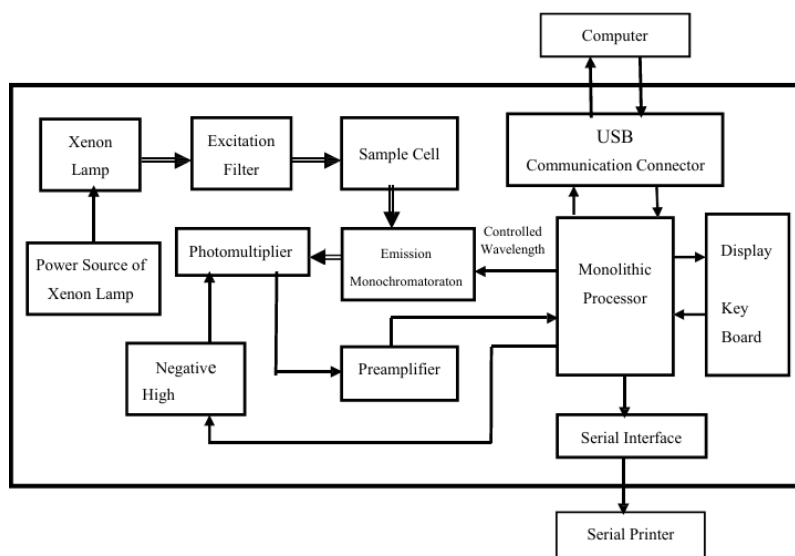 Computer
USB
Communication Connector
Xenon
Lamp
Excitation
Filter
Sample Cell
Power Source of
Xenon Lamp
Photomultiplier
Emission
Monochromatoraton
Controlled
Wavelength
Monolithic
Processor
Display
Key
Board
Negative
High
Preamplifier
Serial Interface
Serial Printer